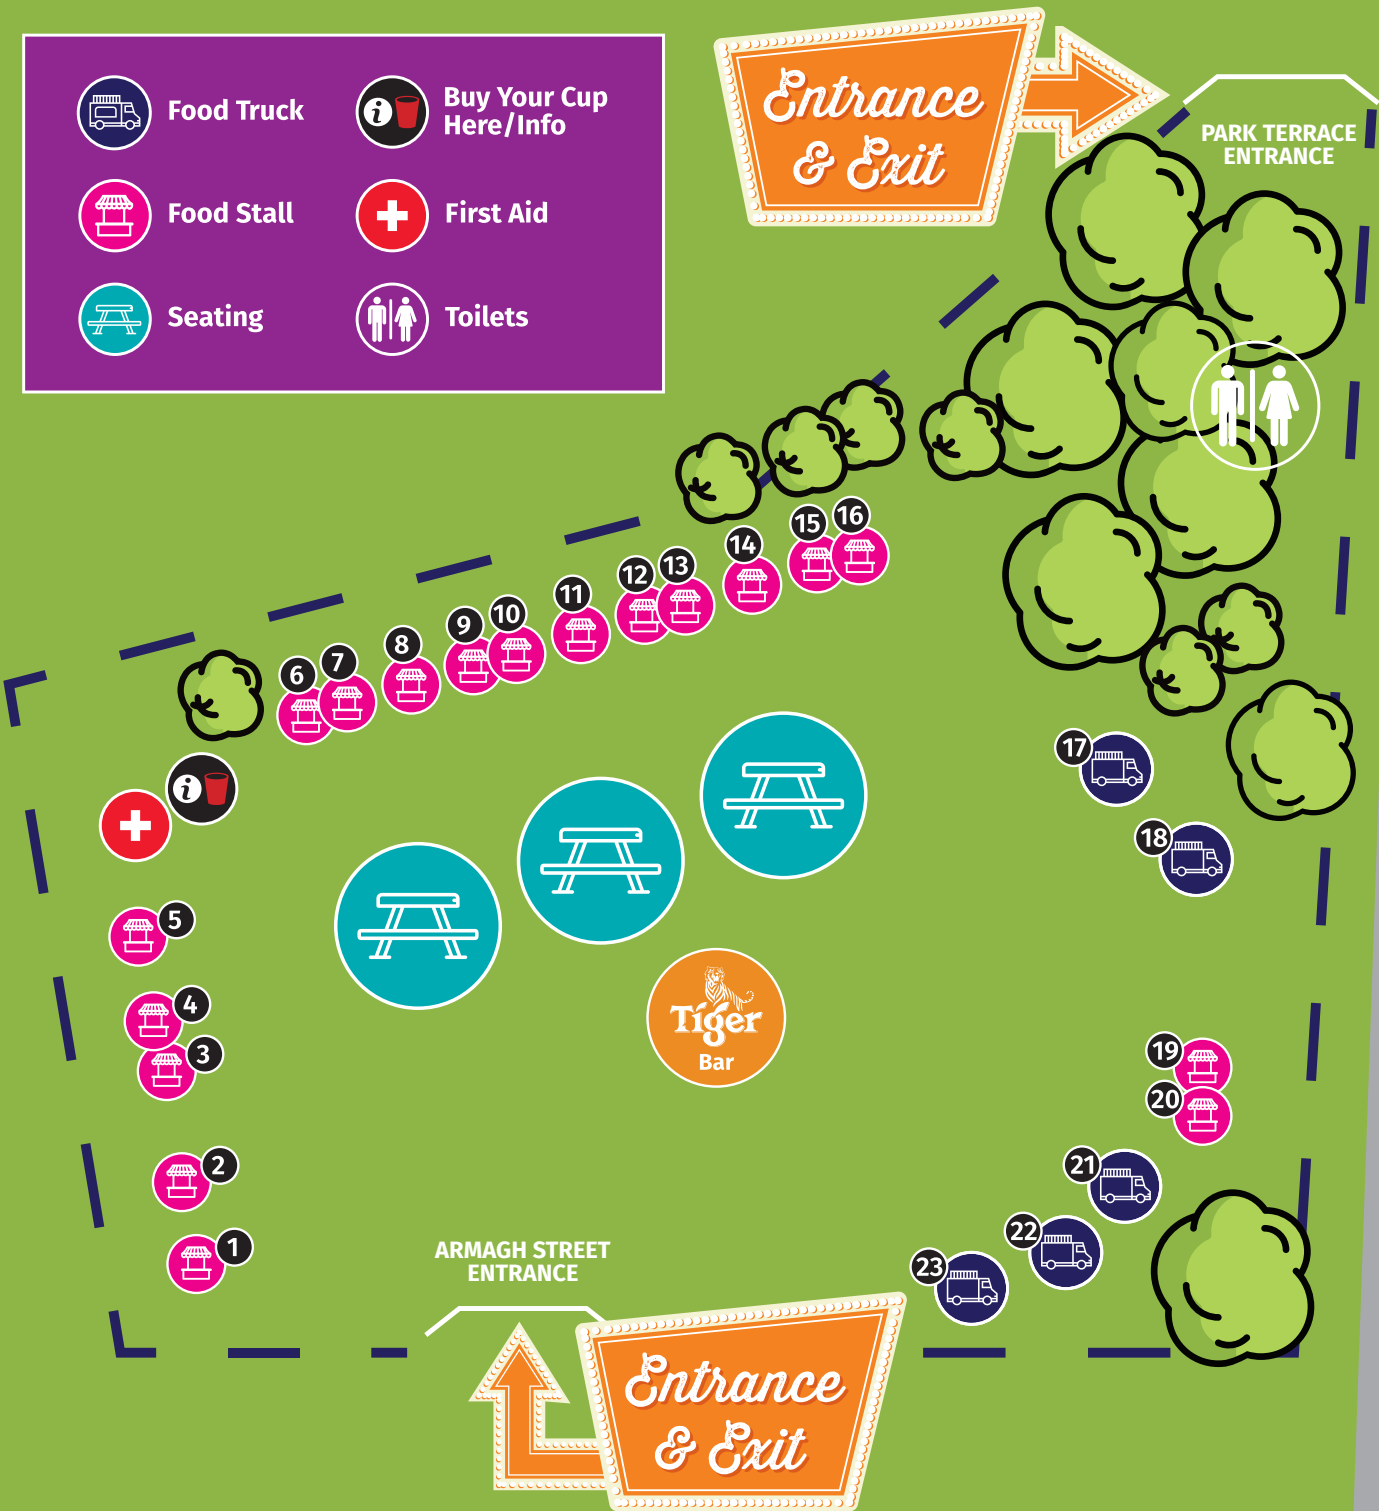 Food Truck
Buy Your Cup
Here/Info
Food Stall
First Aid
Seating
Toilets
Entrance
& Exit
PARK TERRACE
ENTRANCE
16
15
14
13
12
11
10
9
8
7
6
17
18
i
5
4
3
2
1
Tiger
Bar
19
20
21
22
23
ARMAGH STREET
ENTRANCE
Entrance
& Exit